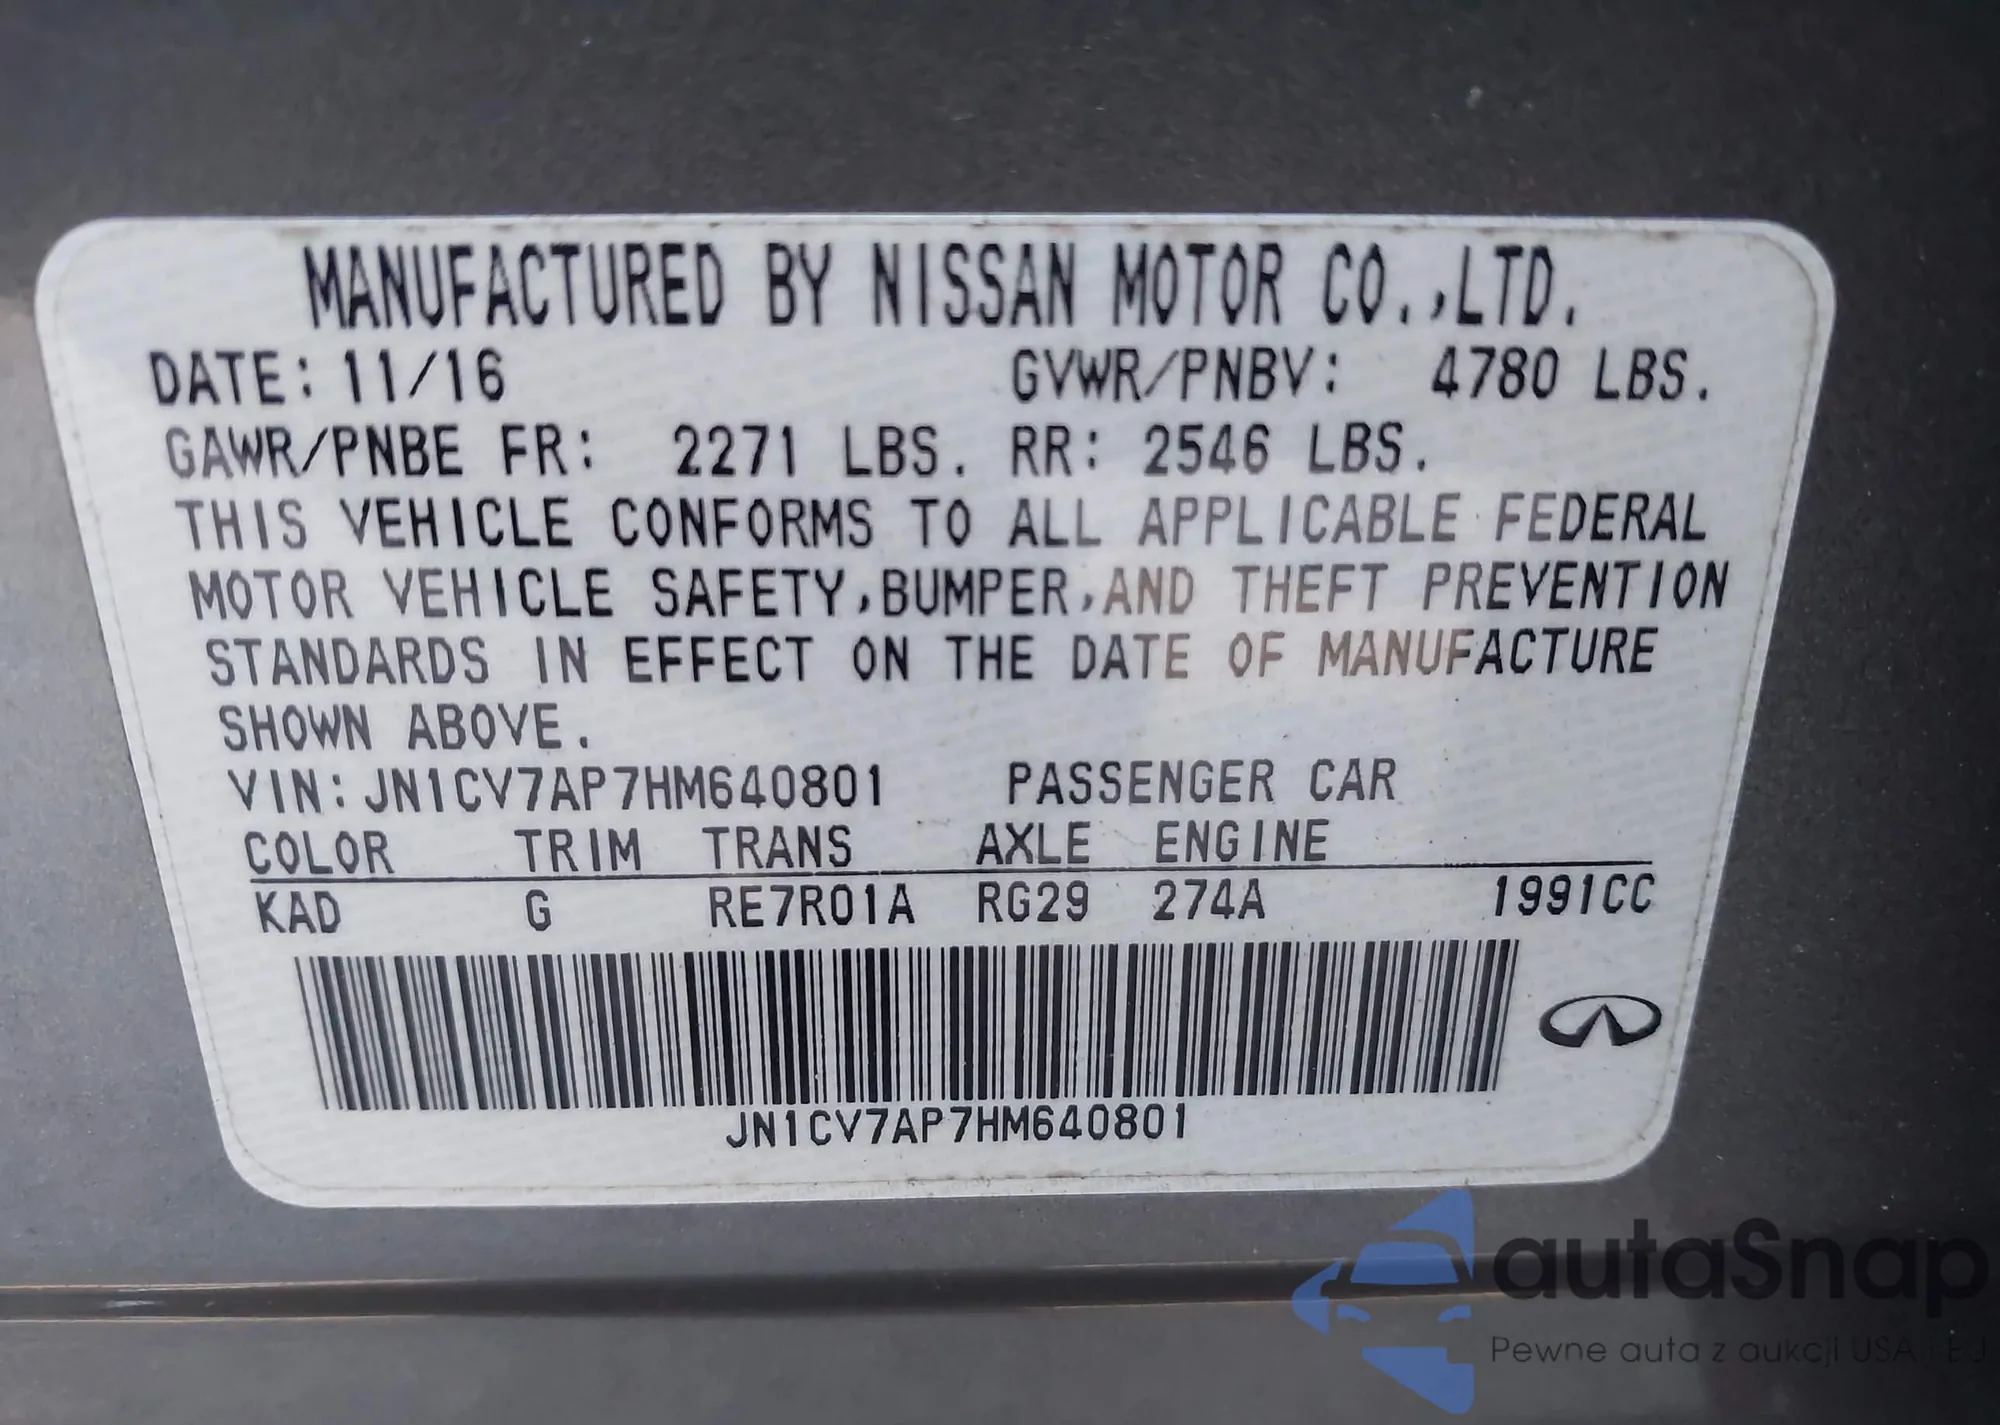 MANUFACTURED BY NISSAN MOTOR CO.,LTD.
DATE: 11/16 GVWR/PNBV: 4780 LBS.
GAWR/PNBE FR: 2271 LBS. RR: 2546 LBS.
THIS VEHICLE CONFORMS TO ALL APPLICABLE FEDERAL
MOTOR VEHICLE SAFETY,BUMPER,AND THEFT PREVENTION
STANDARDS IN EFFECT ON THE DATE OF MANUFACTURE
SHOWN ABOVE.
VIN: JN1CV7AP7HM640801 PASSENGER CAR
COLOR TRIM TRANS AXLE ENGINE
KAD G RE7R01A RG29 274A 1991CC
JN1CV7AP7HM640801
autaSnap
Pewne auta z aukcji USA i EU